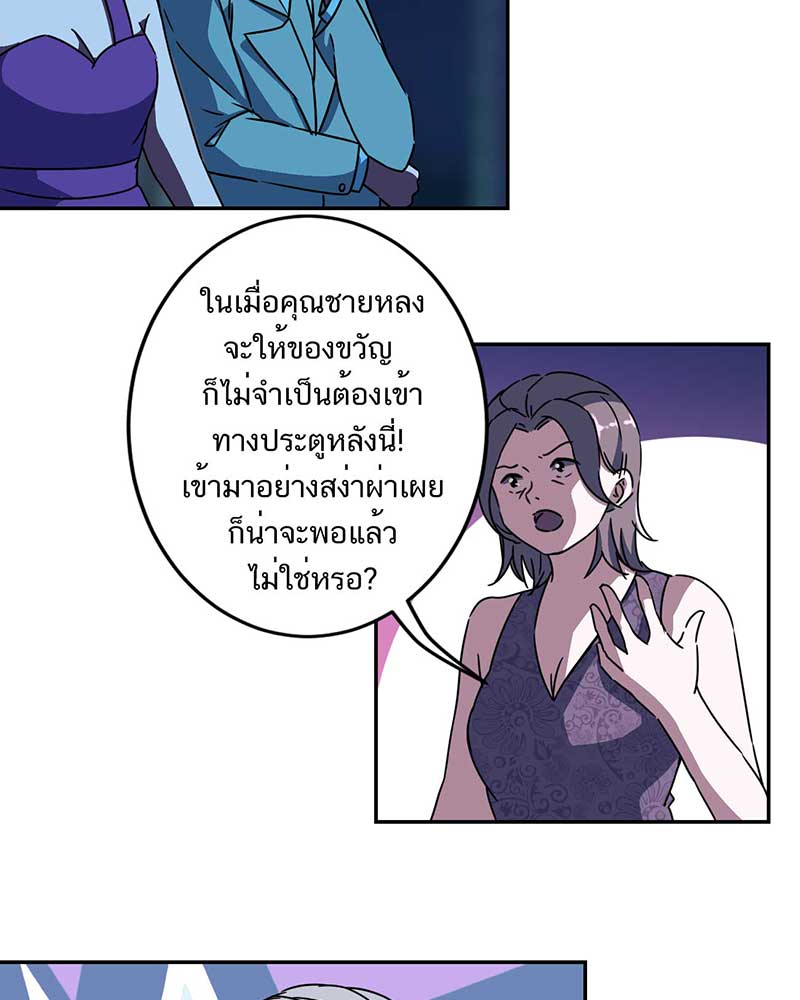 ในเมื่อคุณชายหลง
จะให้ของขวัญ
ก็ไม่จำเป็นต้องเข้า
ทางประตูหลังนี่!
เข้ามาอย่างสง่าผ่าเผย
ก็น่าจะพอแล้ว
ไม่ใช่หรอ?